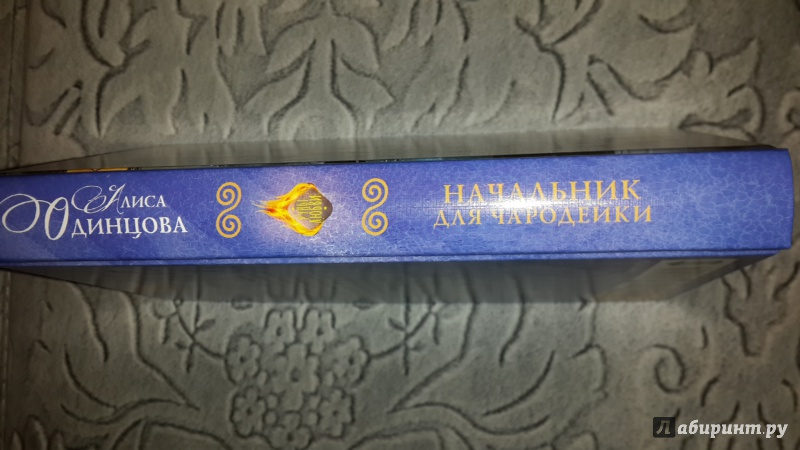 Алиса
Одинцова
НАЧАЛЬНИК
ДЛЯ ЧАРОДЕЙКИ
Л лабиринт.ру